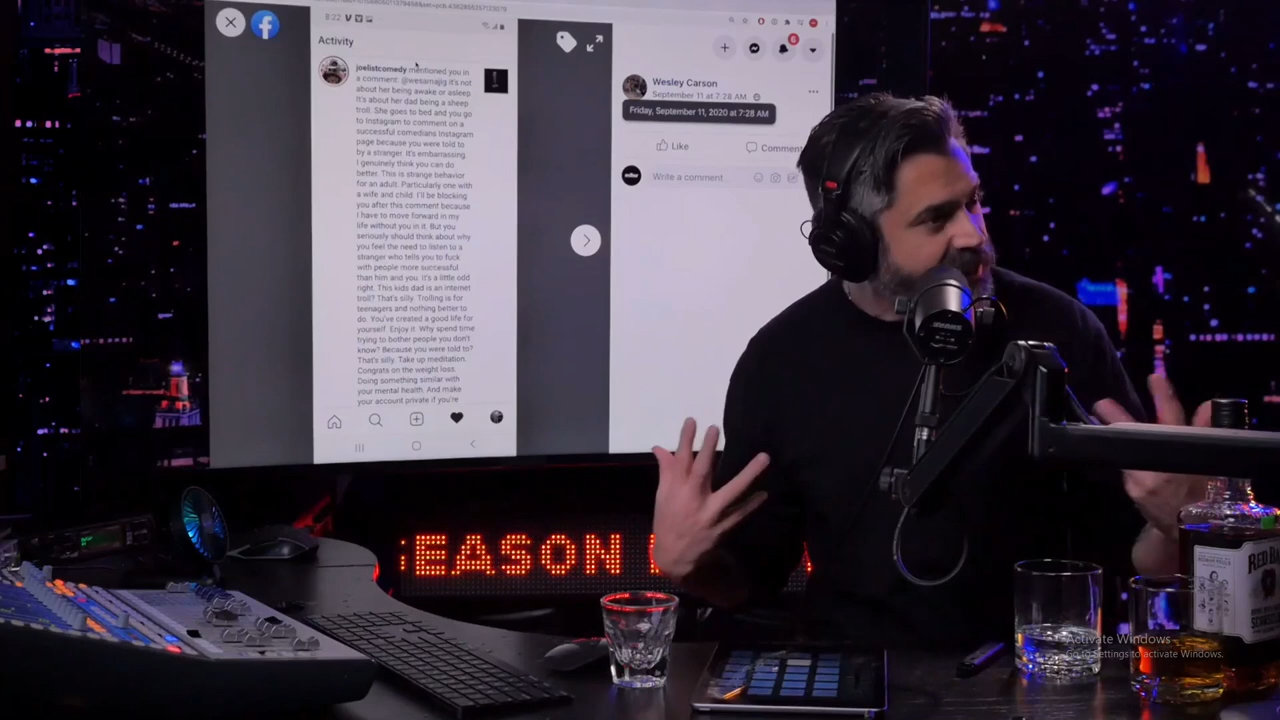 8:22
Activity
joelistcomedy mentioned you in
a comment: @wesamajig it's not
about her being awake or asleep.
It's about her dad being a sheep
troll. She goes to bed and you go
to Instagram to comment on a
successful comedians Instagram
page because you were told to
by a stranger. It's embarrassing.
I genuinely think you can do
better. This is strange behavior
for an adult. Particularly one with
a wife and child. I'll be blocking
you after this comment because
I have to move forward in my
life without you in it. But you
seriously should think about why
you feel the need to listen to a
stranger who tells you to fuck
with people more successful
than him and you. It's a little odd
right. This kids dad is an internet
troll? That's silly. Trolling is for
teenagers and nothing better to
do. You've created a good life for
yourself. Enjoy it. Why spend time
trying to bother people you don't
know? Because you were told to?
That's silly. Take up meditation.
Congrats on the weight loss.
Doing something similar with
your mental health. And make
your account private if you're
6
Wesley Carson
September 11 at 7:28 AM
Friday, September 11, 2020 at 7:28 AM
Like
Comment
Write a comment
EASON
SHURE
RED
Activate Windows
Go to Settings to activate Windows.